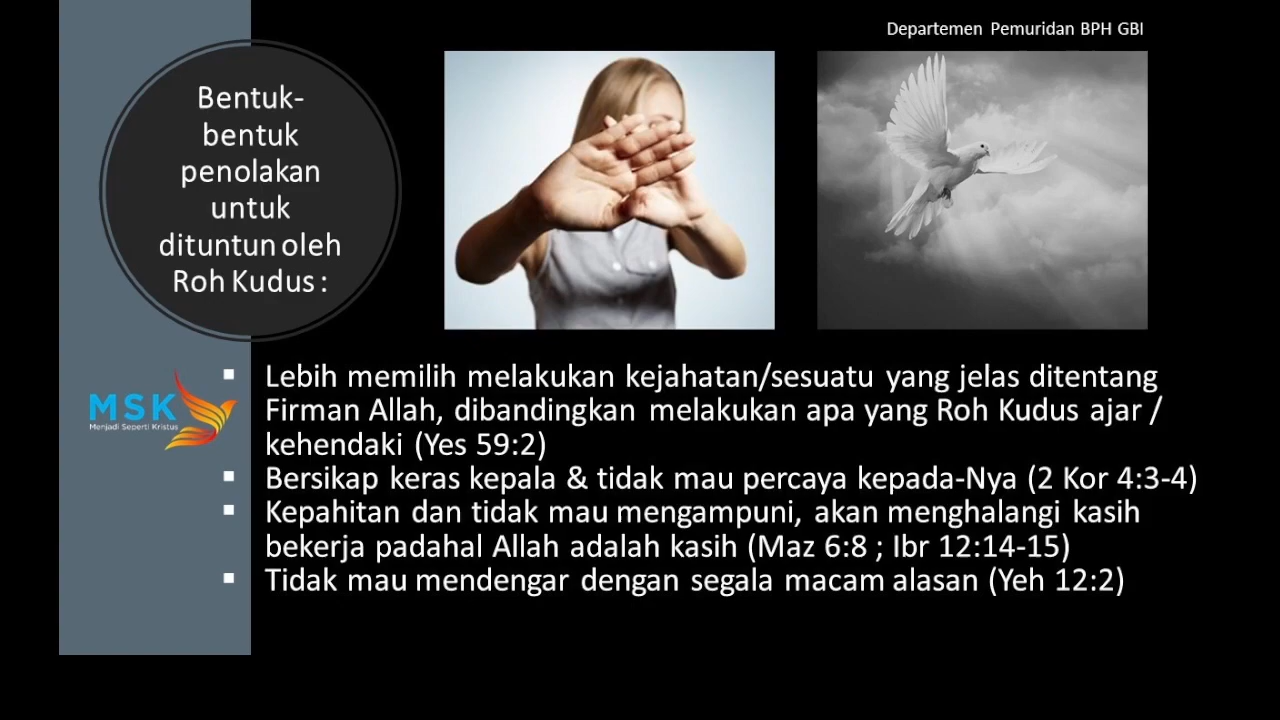 Departemen Pemuridan BPH GBI
Bentuk-
bentuk
penolakan
untuk
dituntun oleh
Roh Kudus :
MSK
Menjadi Seperti Kristus
▪ Lebih memilih melakukan kejahatan/sesuatu yang jelas ditentang
Firman Allah, dibandingkan melakukan apa yang Roh Kudus ajar /
kehendaki (Yes 59:2)
▪ Bersikap keras kepala & tidak mau percaya kepada-Nya (2 Kor 4:3-4)
▪ Kepahitan dan tidak mau mengampuni, akan menghalangi kasih
bekerja padahal Allah adalah kasih (Maz 6:8 ; Ibr 12:14-15)
▪ Tidak mau mendengar dengan segala macam alasan (Yeh 12:2)